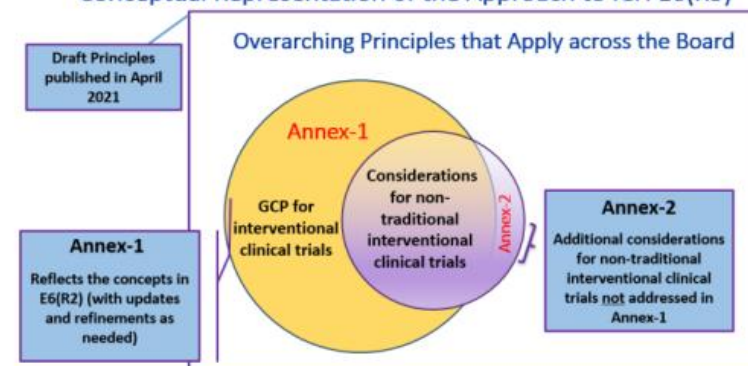 Overarching Principles that Apply across the Board
Draft Principles
published in April
2021
Annex-1
GCP for
interventional
clinical trials
Considerations
for non-
traditional
interventional
clinical trials
Annex-2
Annex-1
Reflects the concepts in
E6(R2) (with updates
and refinements as
needed)
Annex-2
Additional considerations
for non-traditional
interventional clinical
trials not addressed in
Annex-1